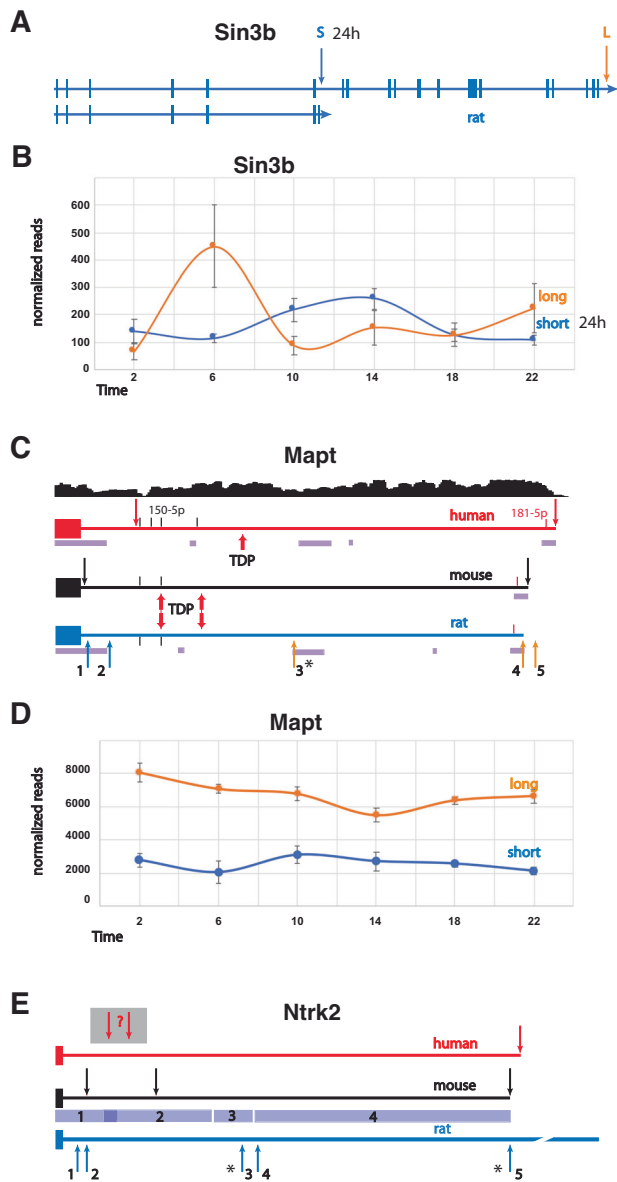 A
Sin3b
S 24h
L
rat
B
Sin3b
600
500
400
300
200
100
0
normalized reads
long
short 24h
2 6 10 14 18 22
Time
C
Mapt
150-5p
human
181-5p
TDP
mouse
TDP
rat
1 2 3* 4 5
D
Mapt
8000
6000
4000
2000
0
normalized reads
long
short
2 6 10 14 18 22
Time
E
Ntrk2
?
human
mouse
1 2 3 4
rat
1 2 * 3 4 * 5